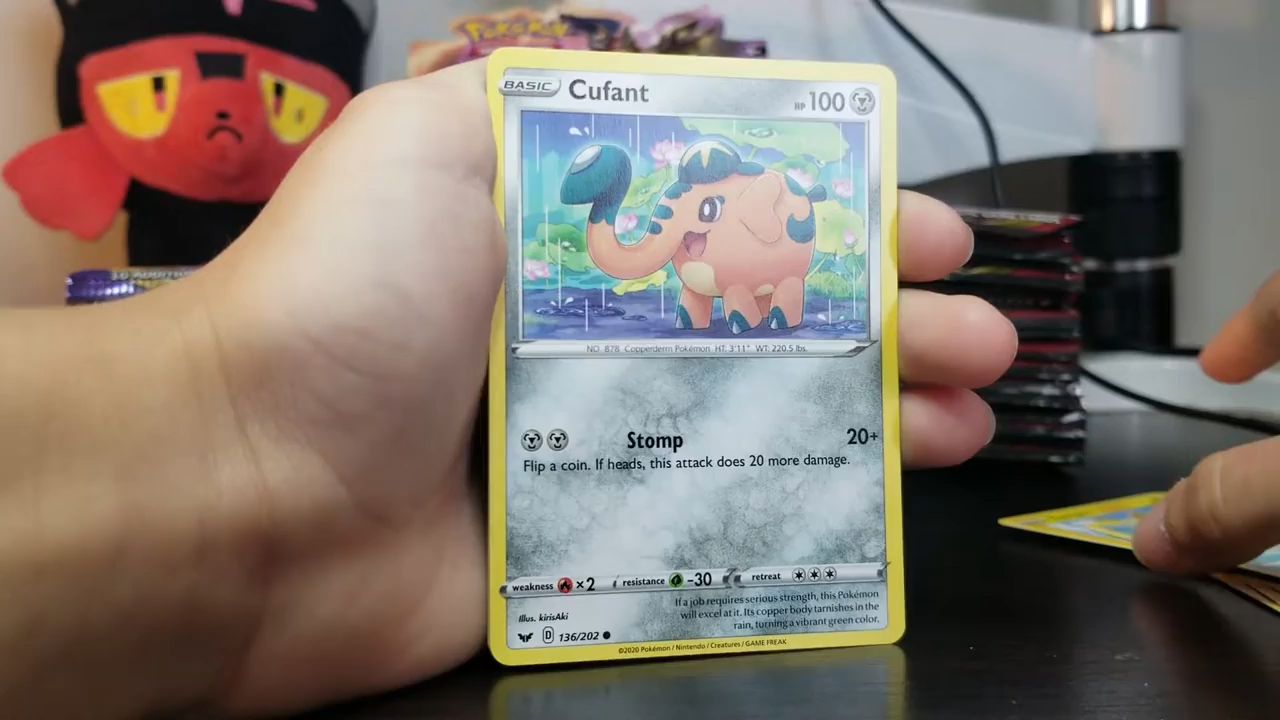 POKÉMON
BASIC Cufant HP 100
NO. 878 Copperderm Pokémon HT: 3'11" WT: 220.5 lbs.
Stomp 20+
Flip a coin. If heads, this attack does 20 more damage.
weakness ×2 resistance -30 retreat
If a job requires serious strength, this Pokémon
will excel at it. Its copper body tarnishes in the
rain, turning a vibrant green color.
Illus. kirisAki
D 136/202
©2020 Pokémon / Nintendo / Creatures / GAME FREAK
10 ADDITIO